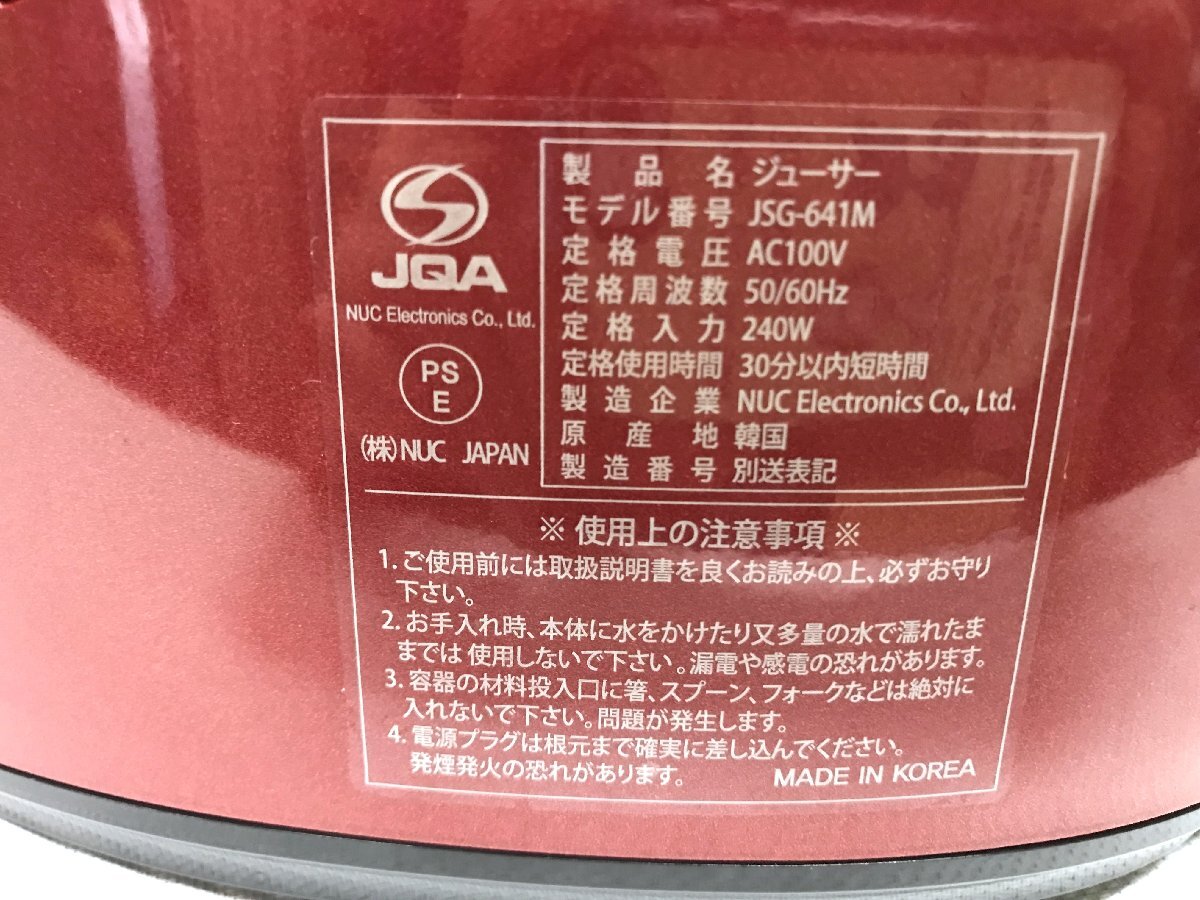 JQA
NUC Electronics Co., Ltd.
PS
E
(株)NUC JAPAN
製品名 ジューサー
モデル番号 JSG-641M
定格電圧 AC100V
定格周波数 50/60Hz
定格入力 240W
定格使用時間 30分以内短時間
製造企業 NUC Electronics Co., Ltd.
原産地 韓国
製造番号 別送表記
※ 使用上の注意事項 ※
1. ご使用前には取扱説明書を良くお読みの上、必ずお守り
下さい。
2. お手入れ時、本体に水をかけたり又多量の水で濡れたま
までは 使用しないで下さい。漏電や感電の恐れがあります。
3. 容器の材料投入口に箸、スプーン、フォークなどは絶対に
入れないで下さい。問題が発生します。
4. 電源プラグは根元まで確実に差し込んでください。
発煙発火の恐れがあります。
MADE IN KOREA